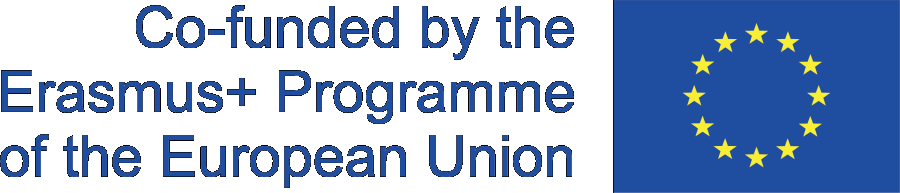 Co-funded by the
Erasmus+ Programme
of the European Union